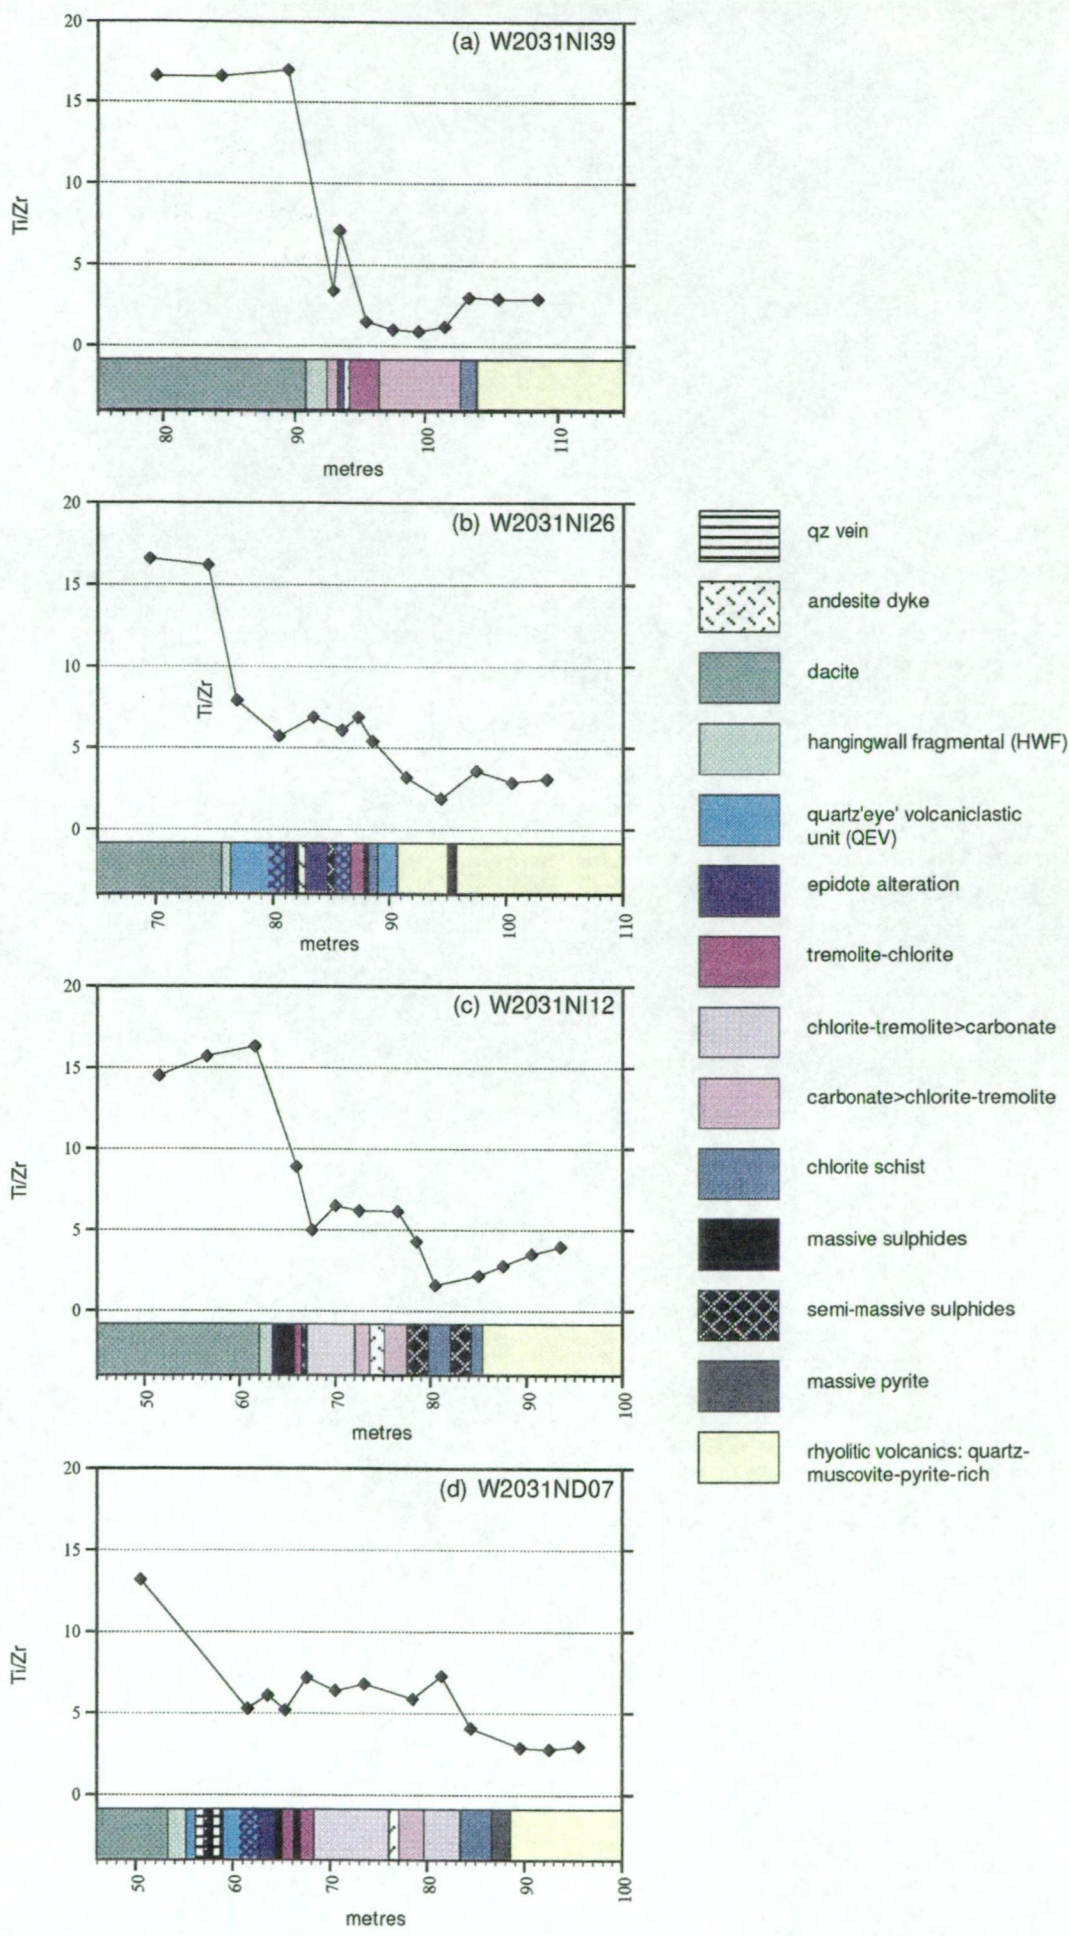 (a) W2031NI39
20
15
10
5
0
Ti/Zr
80
90
100
110
metres
(b) W2031NI26
20
15
10
5
0
Ti/Zr
70
80
90
100
110
metres
(c) W2031NI12
20
15
10
5
0
Ti/Zr
50
60
70
80
90
100
metres
(d) W2031ND07
20
15
10
5
0
Ti/Zr
50
60
70
80
90
100
metres
qz vein
andesite dyke
dacite
hangingwall fragmental (HWF)
quartz'eye' volcaniclastic
unit (QEV)
epidote alteration
tremolite-chlorite
chlorite-tremolite>carbonate
carbonate>chlorite-tremolite
chlorite schist
massive sulphides
semi-massive sulphides
massive pyrite
rhyolitic volcanics: quartz-
muscovite-pyrite-rich